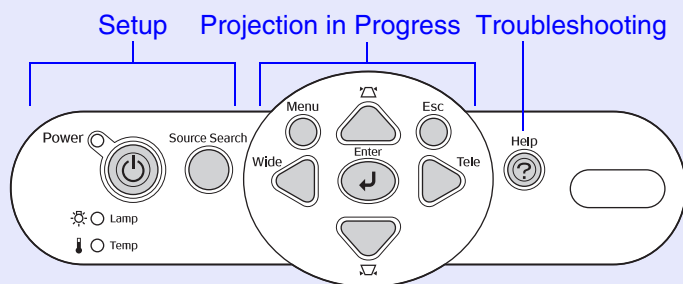 Setup Projection in Progress Troubleshooting
Menu Esc
Power Source Search Enter Help
Wide Tele
?
Lamp
Temp